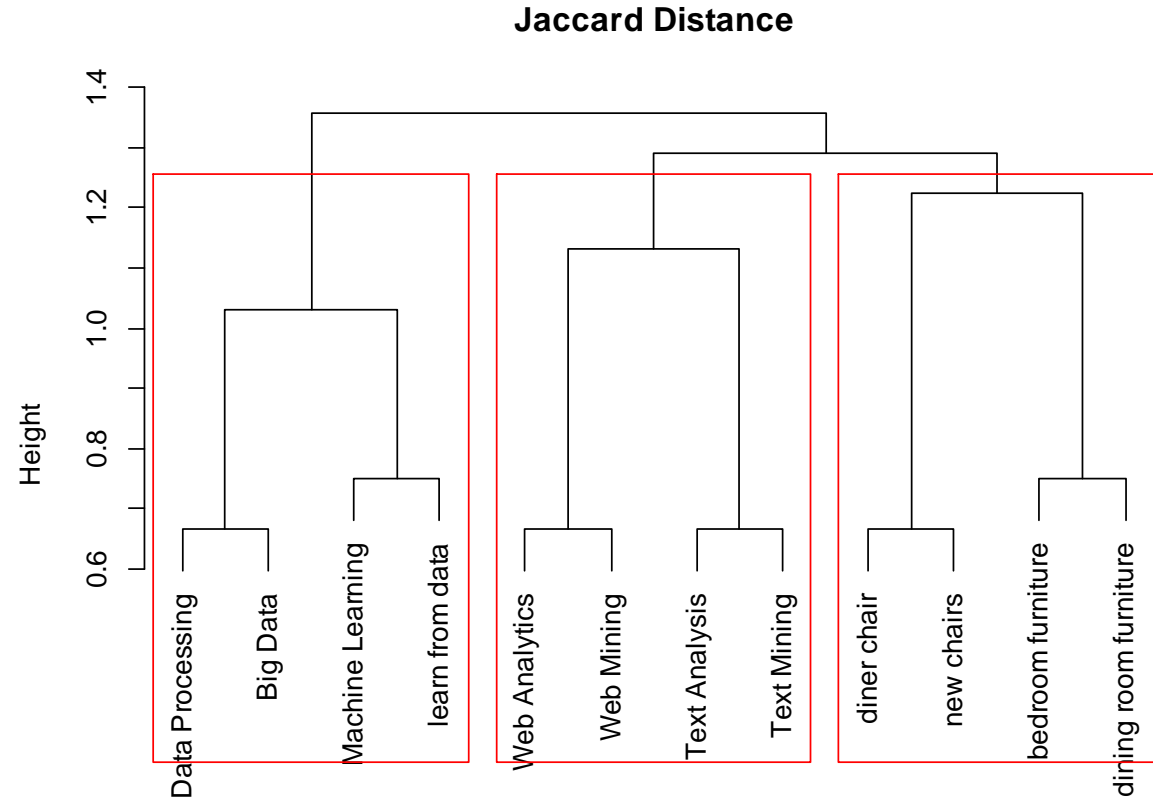 Jaccard Distance
Height
1.4
1.2
1.0
0.8
0.6
Data Processing
Big Data
Machine Learning
learn from data
Web Analytics
Web Mining
Text Analysis
Text Mining
diner chair
new chairs
bedroom furniture
dining room furniture